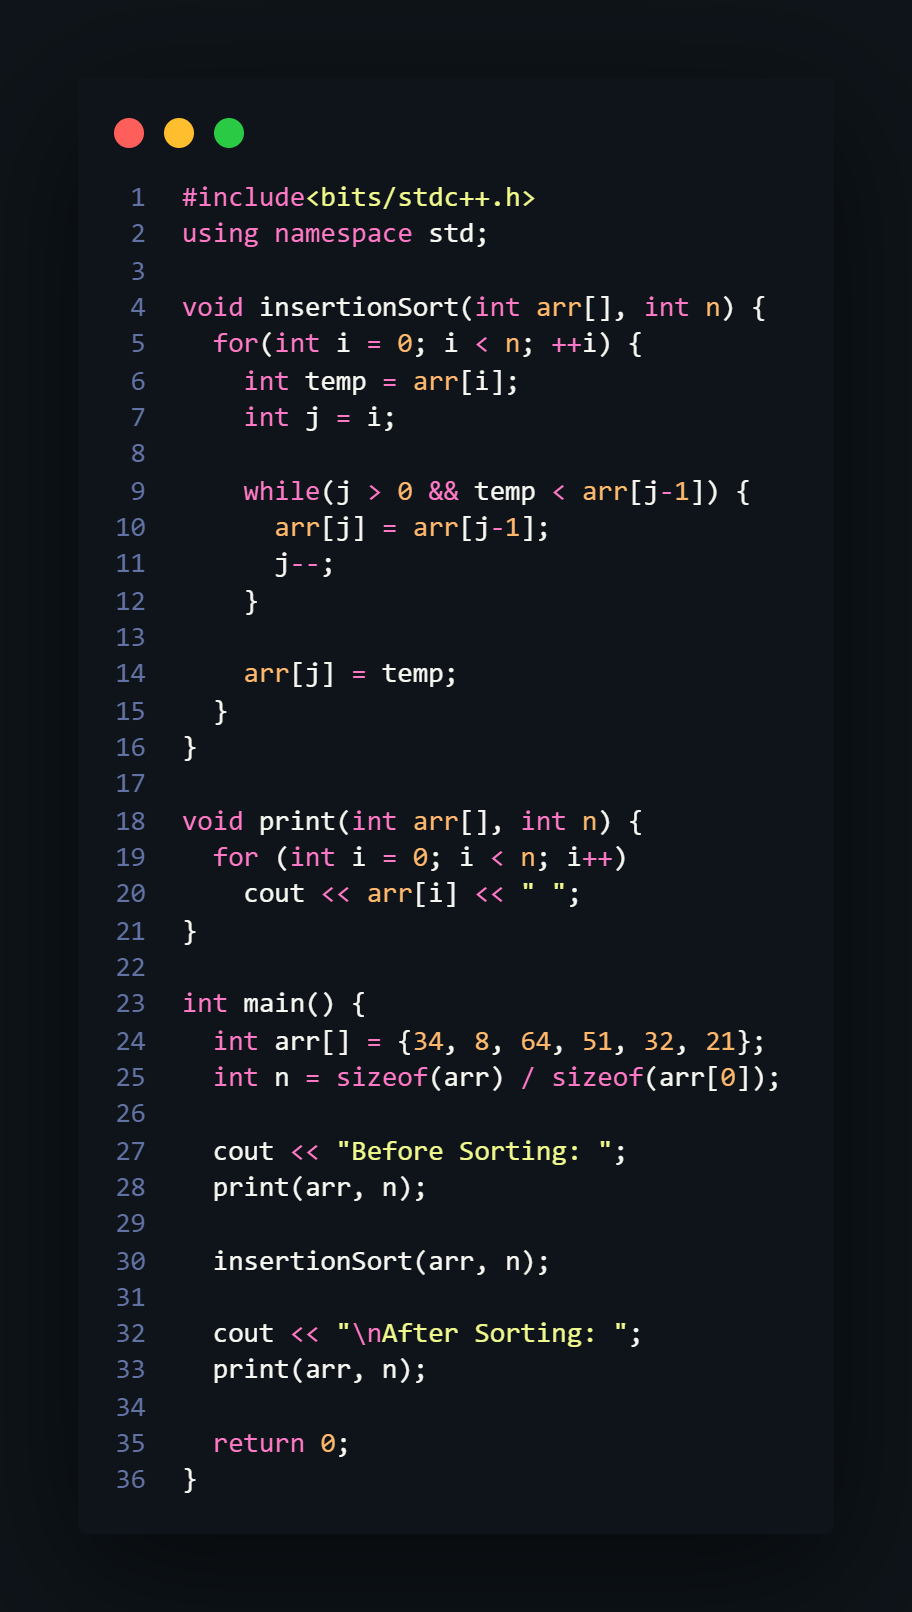 1 #include<bits/stdc++.h>
2 using namespace std;
3
4 void insertionSort(int arr[], int n) {
5   for(int i = 0; i < n; ++i) {
6     int temp = arr[i];
7     int j = i;
8
9     while(j > 0 && temp < arr[j-1]) {
10       arr[j] = arr[j-1];
11       j--;
12     }
13
14     arr[j] = temp;
15   }
16 }
17
18 void print(int arr[], int n) {
19   for (int i = 0; i < n; i++)
20     cout << arr[i] << " ";
21 }
22
23 int main() {
24   int arr[] = {34, 8, 64, 51, 32, 21};
25   int n = sizeof(arr) / sizeof(arr[0]);
26
27   cout << "Before Sorting: ";
28   print(arr, n);
29
30   insertionSort(arr, n);
31
32   cout << "\nAfter Sorting: ";
33   print(arr, n);
34
35   return 0;
36 }